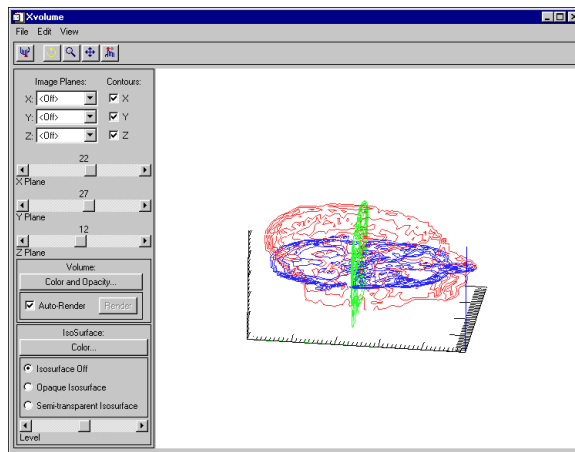 Xvolume
File Edit View
Image Planes: Contours:
X: <Off> X
Y: <Off> Y
Z: <Off> Z
22
X Plane
27
Y Plane
12
Z Plane
Volume:
Color and Opacity...
Auto-Render Render
IsoSurface:
Color...
Isosurface Off
Opaque Isosurface
Semi-transparent Isosurface
Level